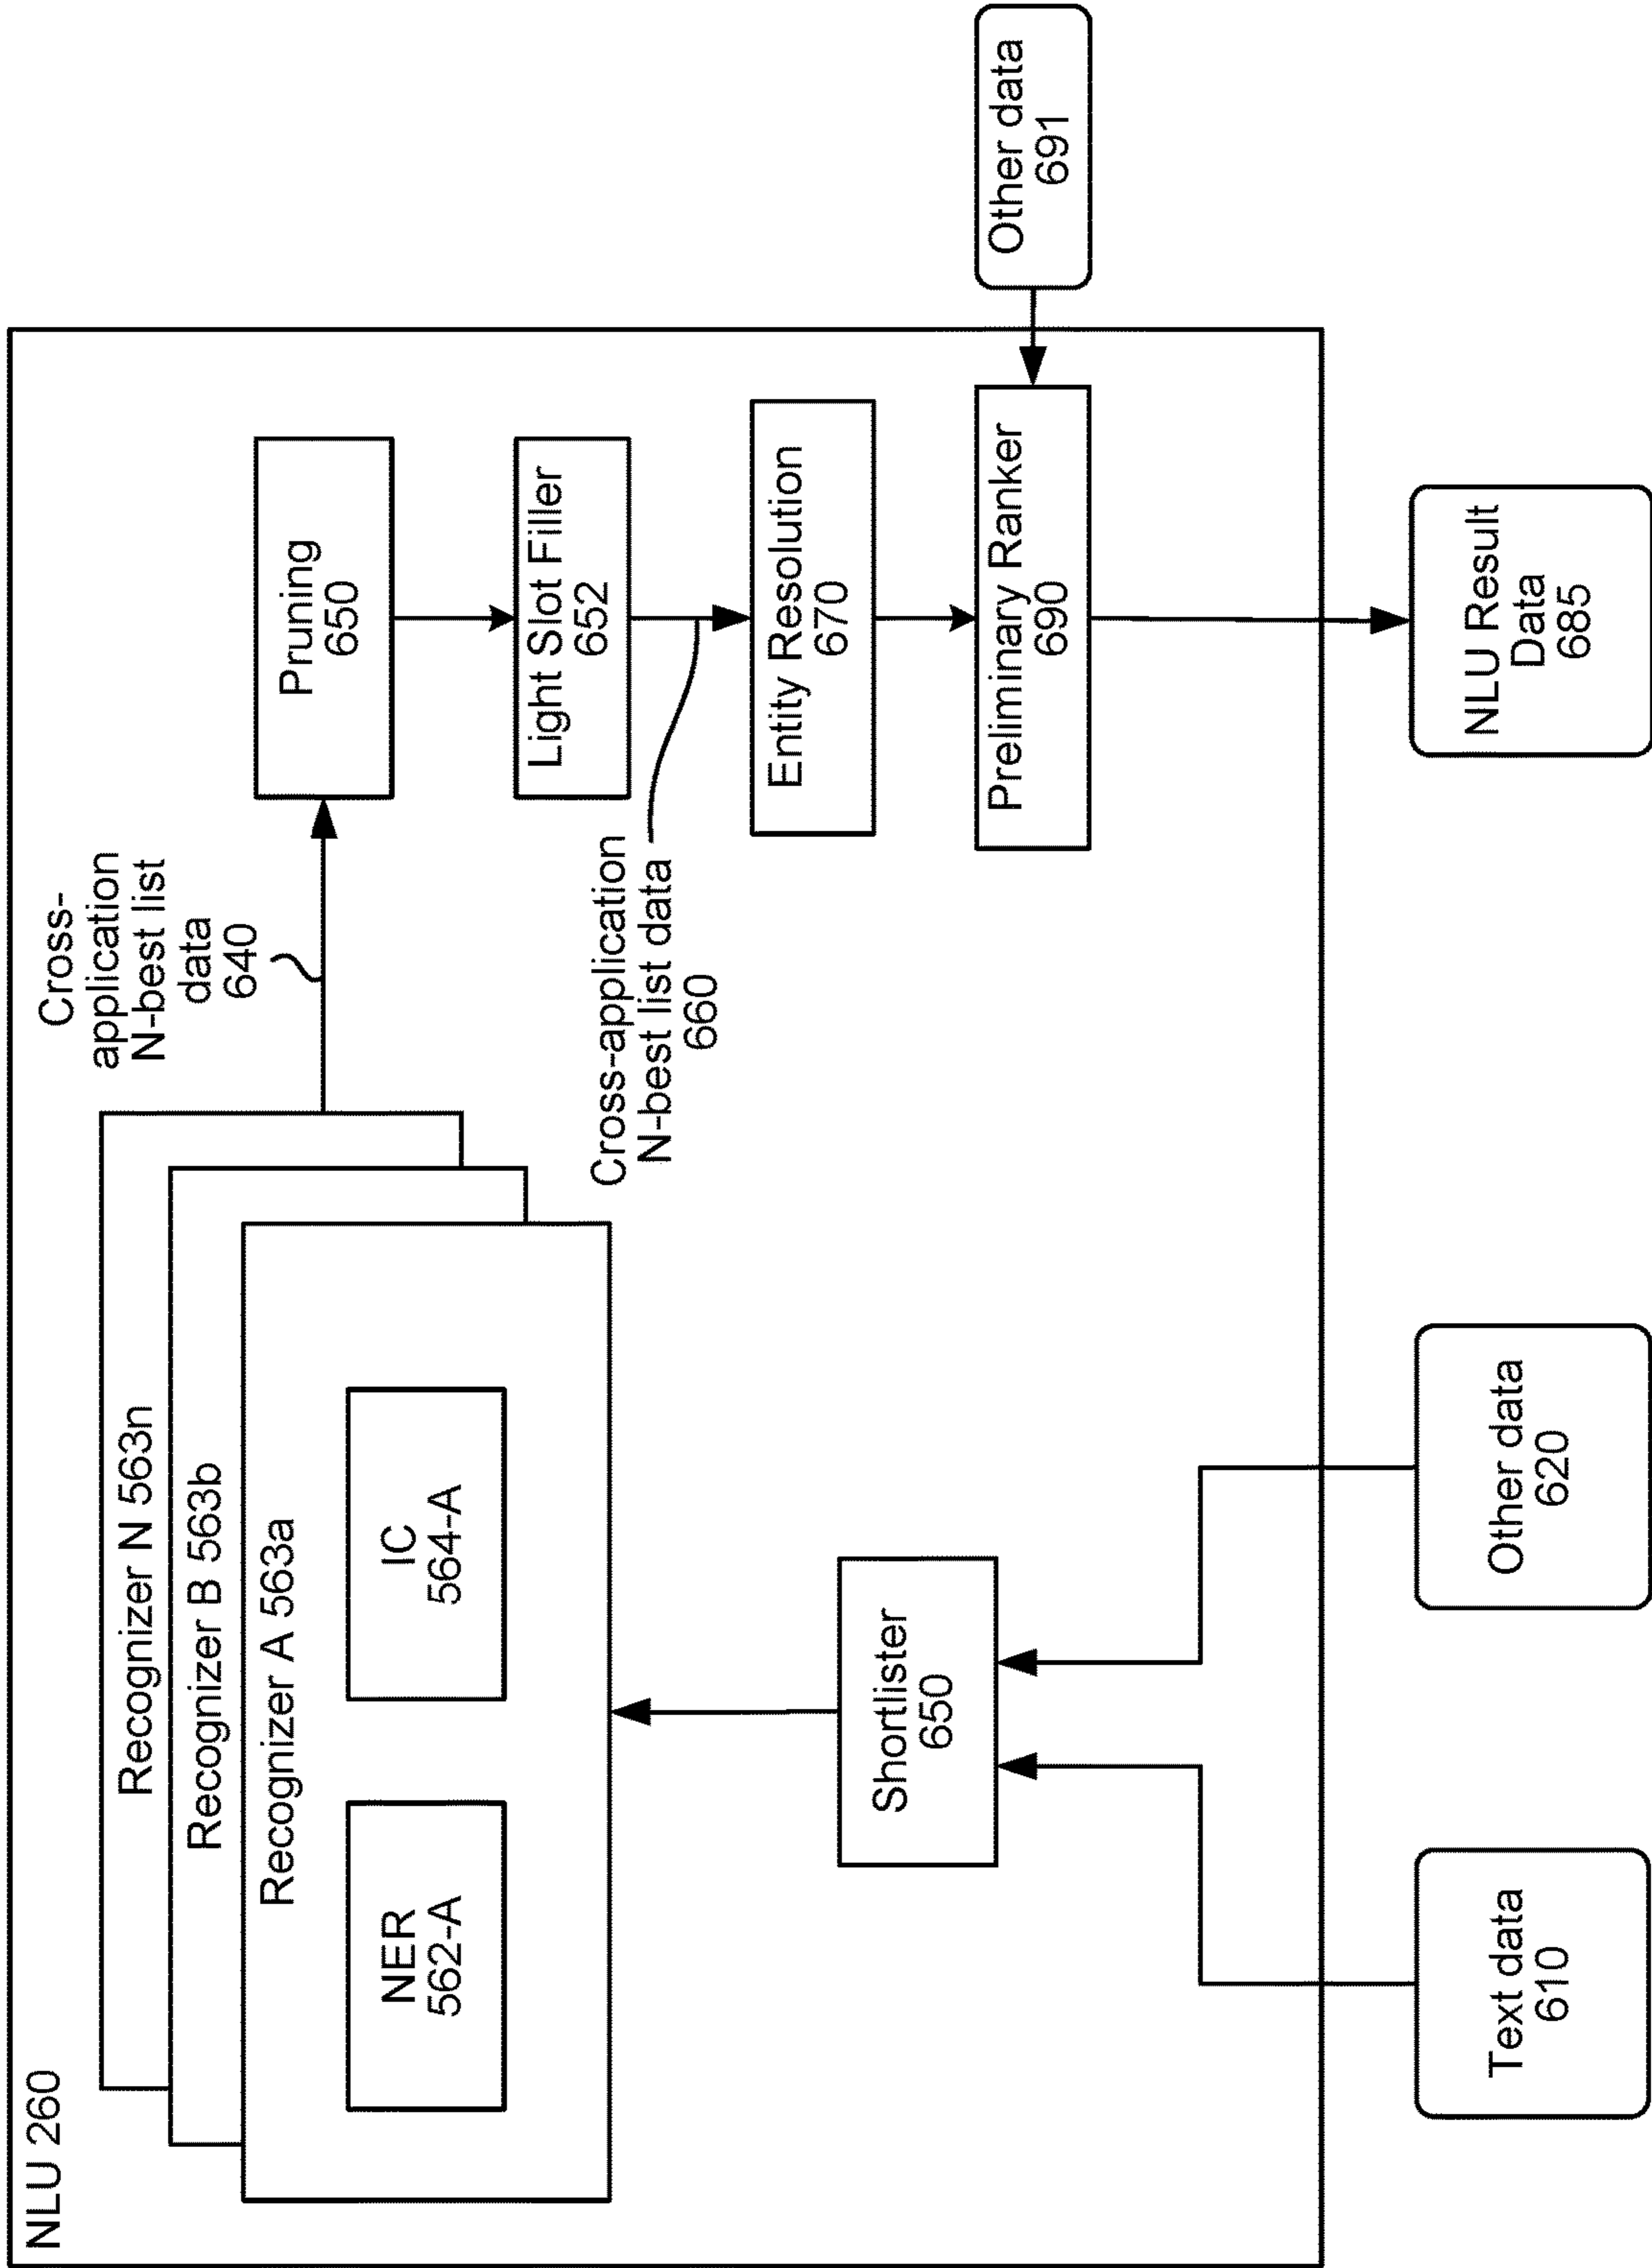 NLU 260
Recognizer N 563n
Recognizer B 563b
Recognizer A 563a
NER
562-A
IC
564-A
Cross-
application
N-best list
data
640
Pruning
650
Light Slot Filler
652
Cross-application
N-best list data
660
Entity Resolution
670
Preliminary Ranker
690
Other data
691
Shortlister
650
Text data
610
Other data
620
NLU Result
Data
685